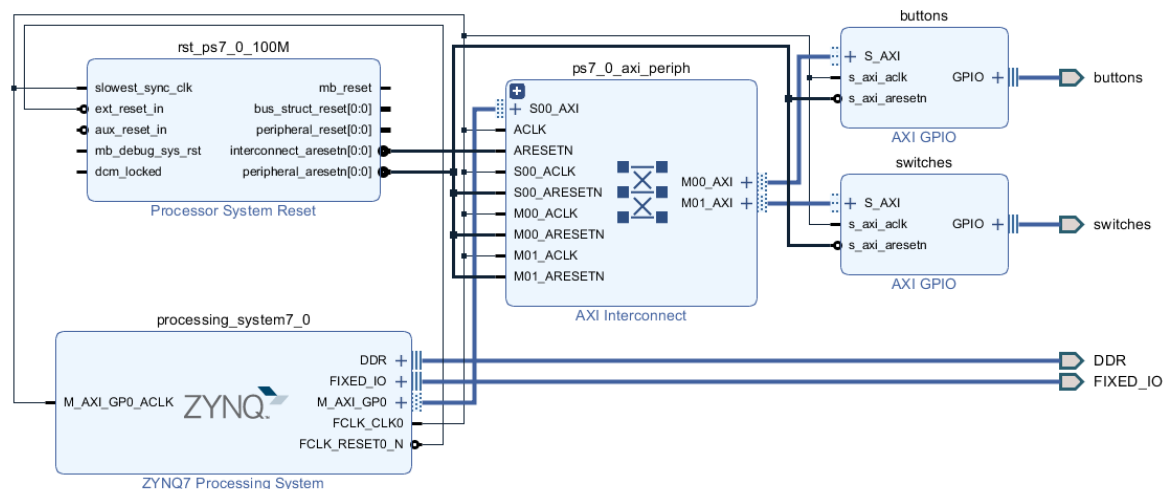 rst_ps7_0_100M
slowest_sync_clk
ext_reset_in
aux_reset_in
mb_debug_sys_rst
dcm_locked
mb_reset
bus_struct_reset[0:0]
peripheral_reset[0:0]
interconnect_aresetn[0:0]
peripheral_aresetn[0:0]
Processor System Reset
ps7_0_axi_periph
S00_AXI
ACLK
ARESETN
S00_ACLK
S00_ARESETN
M00_ACLK
M00_ARESETN
M01_ACLK
M01_ARESETN
M00_AXI
M01_AXI
AXI Interconnect
buttons
S_AXI
s_axi_aclk
s_axi_aresetn
GPIO
AXI GPIO
buttons
switches
S_AXI
s_axi_aclk
s_axi_aresetn
GPIO
AXI GPIO
switches
processing_system7_0
M_AXI_GP0_ACLK
ZYNQ
DDR
FIXED_IO
M_AXI_GP0
FCLK_CLK0
FCLK_RESET0_N
ZYNQ7 Processing System
DDR
FIXED_IO